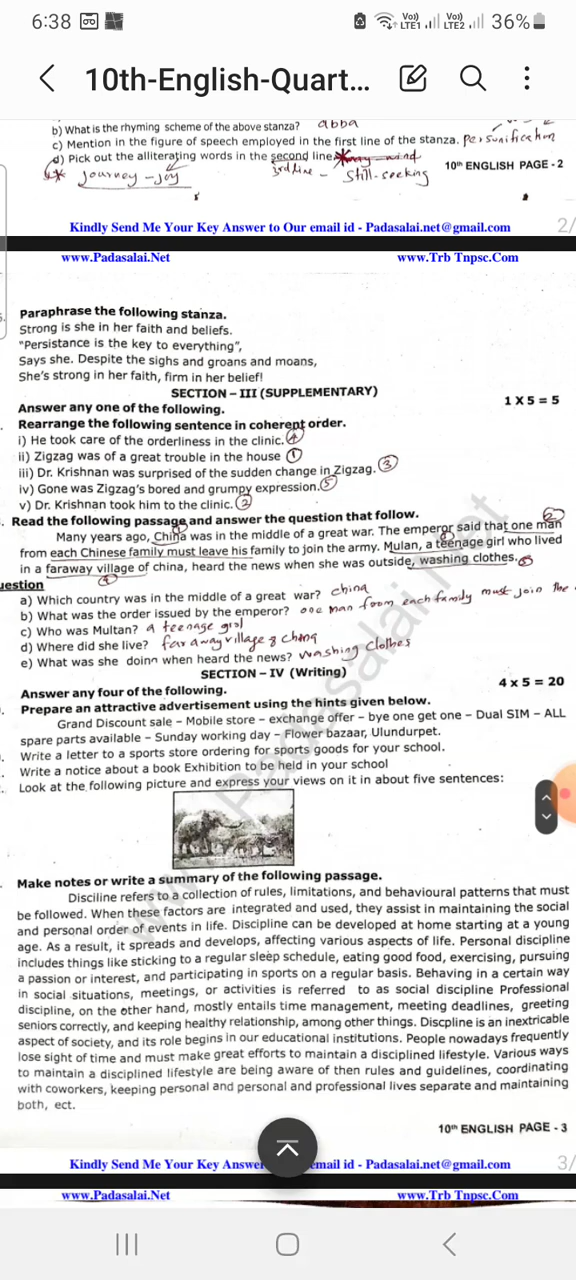 6:38 Vo)) LTE1 Vo)) LTE2 36%
10th-English-Quart...
b) What is the rhyming scheme of the above stanza? abba
c) Mention in the figure of speech employed in the first line of the stanza. Personification
d) Pick out the alliterating words in the second line.
10th ENGLISH PAGE - 2
Journey - Joy 3rd line - Still - seeking
Kindly Send Me Your Key Answer to Our email id - Padasalai.net@gmail.com 2/
www.Padasalai.Net www.Trb Tnpsc.Com
Paraphrase the following stanza.
Strong is she in her faith and beliefs.
"Persistance is the key to everything",
Says she. Despite the sighs and groans and moans,
She's strong in her faith, firm in her belief!
SECTION – III (SUPPLEMENTARY)
Answer any one of the following. 1 X 5 = 5
Rearrange the following sentence in coherent order.
i) He took care of the orderliness in the clinic. 4
ii) Zigzag was of a great trouble in the house 1
iii) Dr. Krishnan was surprised of the sudden change in Zigzag. 3
iv) Gone was Zigzag's bored and grumpy expression. 5
v) Dr. Krishnan took him to the clinic. 2
Read the following passage and answer the question that follow.
Many years ago, China was in the middle of a great war. The emperor said that one man
from each Chinese family must leave his family to join the army. Mulan, a teenage girl who lived
in a faraway village of china, heard the news when she was outside, washing clothes. 5
uestion
a) Which country was in the middle of a great war? china
b) What was the order issued by the emperor? one man from each family must join the
c) Who was Multan? a teenage girl
d) Where did she live? far away village of china
e) What was she doin when heard the news? washing clothes
SECTION – IV (Writing)
Answer any four of the following. 4 x 5 = 20
Prepare an attractive advertisement using the hints given below.
Grand Discount sale – Mobile store – exchange offer – bye one get one – Dual SIM – ALL
spare parts available – Sunday working day – Flower bazaar, Ulundurpet.
Write a letter to a sports store ordering for sports goods for your school.
Write a notice about a book Exhibition to be held in your school
Look at the following picture and express your views on it in about five sentences:
Make notes or write a summary of the following passage.
Disciline refers to a collection of rules, limitations, and behavioural patterns that must
be followed. When these factors are integrated and used, they assist in maintaining the social
and personal order of events in life. Discipline can be developed at home starting at a young
age. As a result, it spreads and develops, affecting various aspects of life. Personal discipline
includes things like sticking to a regular sleep schedule, eating good food, exercising, pursuing
a passion or interest, and participating in sports on a regular basis. Behaving in a certain way
in social situations, meetings, or activities is referred to as social discipline Professional
discipline, on the other hand, mostly entails time management, meeting deadlines, greeting
seniors correctly, and keeping healthy relationship, among other things. Discpline is an inextricable
aspect of society, and its role begins in our educational institutions. People nowadays frequently
lose sight of time and must make great efforts to maintain a disciplined lifestyle. Various ways
to maintain a disciplined lifestyle are being aware of then rules and guidelines, coordinating
with coworkers, keeping personal and personal and professional lives separate and maintaining
both, ect.
10th ENGLISH PAGE - 3
Kindly Send Me Your Key Answe email id - Padasalai.net@gmail.com 3/
www.Padasalai.Net www.Trb Tnpsc.Com